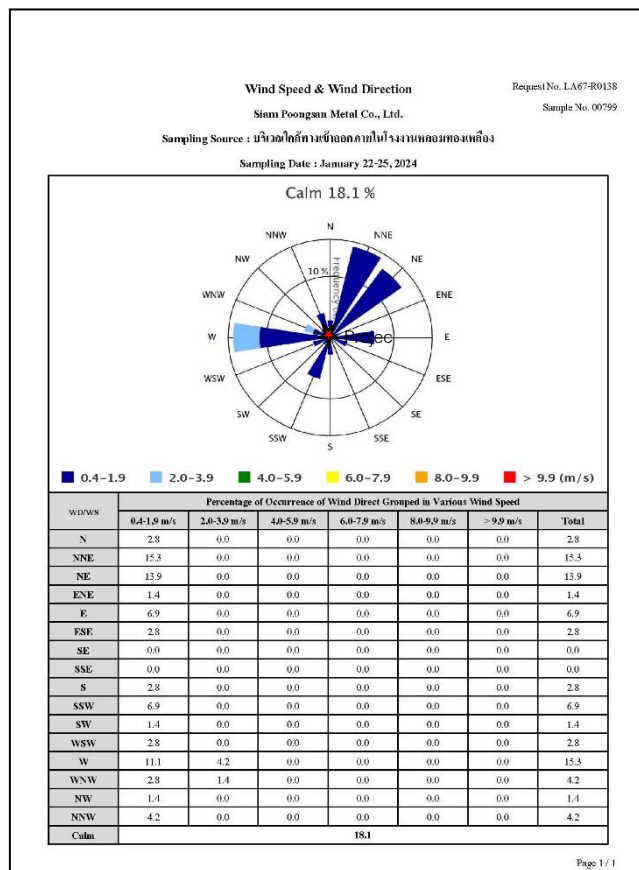 Request No. LA67-R0138
Wind Speed & Wind Direction
Sample No. 00799
Siam Poongsan Metal Co., Ltd.
Sampling Source : บริเวณใกล้ทางเข้าออกภายในโรงงานหลอมทองเหลือง
Sampling Date : January 22-25, 2024
Calm 18.1 %
N
NNW
NNE
NW
NE
10 %
Frequency
WNW
ENE
W
Projec
E
WSW
ESE
SW
SE
SSW
SSE
S
0.4-1.9 2.0-3.9 4.0-5.9 6.0-7.9 8.0-9.9 > 9.9 (m/s)
WD/WS Percentage of Occurrence of Wind Direct Grouped in Various Wind Speed
0.4-1.9 m/s 2.0-3.9 m/s 4.0-5.9 m/s 6.0-7.9 m/s 8.0-9.9 m/s > 9.9 m/s Total
N 2.8 0.0 0.0 0.0 0.0 0.0 2.8
NNE 15.3 0.0 0.0 0.0 0.0 0.0 15.3
NE 13.9 0.0 0.0 0.0 0.0 0.0 13.9
ENE 1.4 0.0 0.0 0.0 0.0 0.0 1.4
E 6.9 0.0 0.0 0.0 0.0 0.0 6.9
ESE 2.8 0.0 0.0 0.0 0.0 0.0 2.8
SE 0.0 0.0 0.0 0.0 0.0 0.0 0.0
SSE 0.0 0.0 0.0 0.0 0.0 0.0 0.0
S 2.8 0.0 0.0 0.0 0.0 0.0 2.8
SSW 6.9 0.0 0.0 0.0 0.0 0.0 6.9
SW 1.4 0.0 0.0 0.0 0.0 0.0 1.4
WSW 2.8 0.0 0.0 0.0 0.0 0.0 2.8
W 11.1 4.2 0.0 0.0 0.0 0.0 15.3
WNW 2.8 1.4 0.0 0.0 0.0 0.0 4.2
NW 1.4 0.0 0.0 0.0 0.0 0.0 1.4
NNW 4.2 0.0 0.0 0.0 0.0 0.0 4.2
Calm 18.1
Page 1 / 1